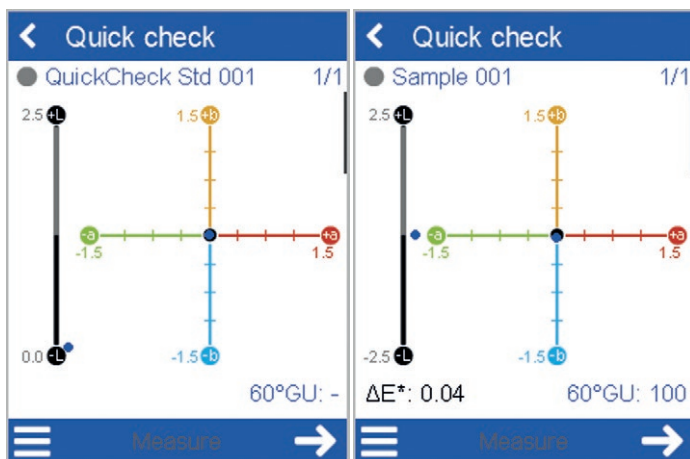 Quick check
QuickCheck Std 001 1/1
2.5 +L 1.5 +b
-a +a
-1.5 1.5
0.0 -L -1.5 -b
60°GU: -
Measure
Quick check
Sample 001 1/1
2.5 +L 1.5 +b
-a +a
-1.5 1.5
-2.5 -L -1.5 -b
ΔE*: 0.04 60°GU: 100
Measure